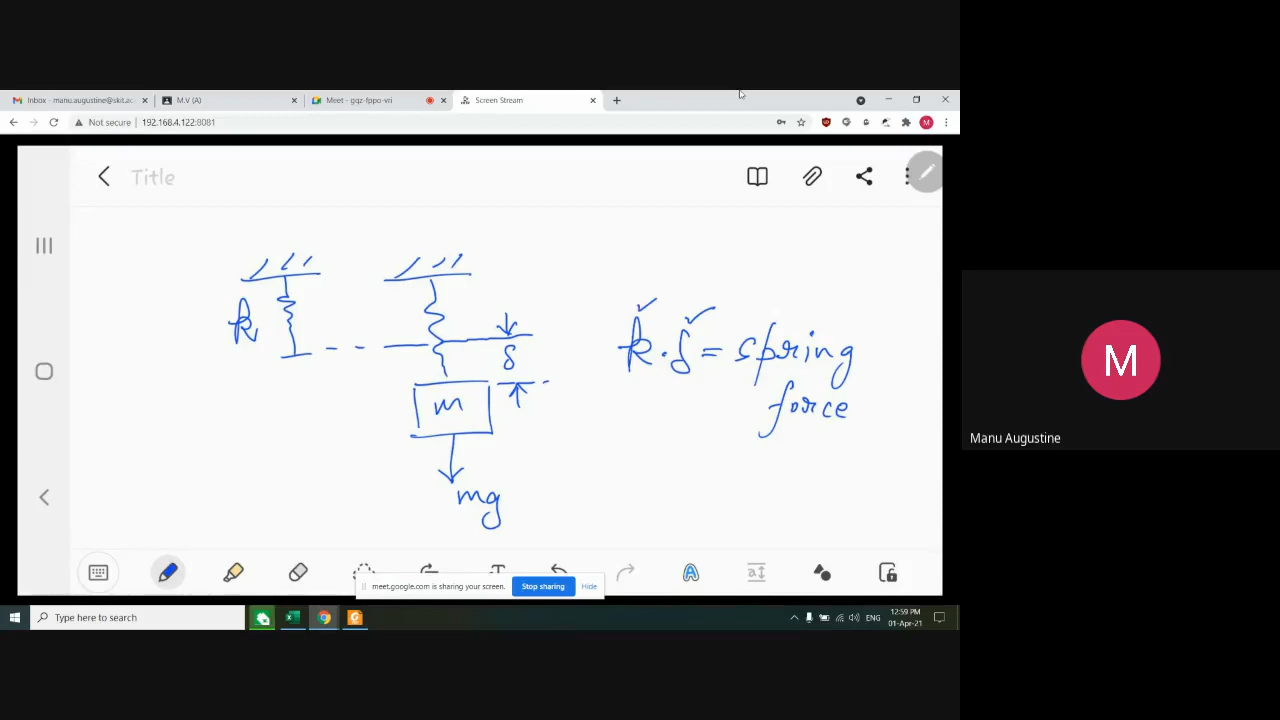 Inbox - manu.augustine@skit.ac
M.V (A)
Meet - gqz-fppo-vri
Screen Stream
Not secure
192.168.4.122:8081
M
Title
k
δ
m
mg
k.δ = spring
force
M
Manu Augustine
T
A
a
meet.google.com is sharing your screen.
Stop sharing
Hide
Type here to search
ENG
12:59 PM
01-Apr-21